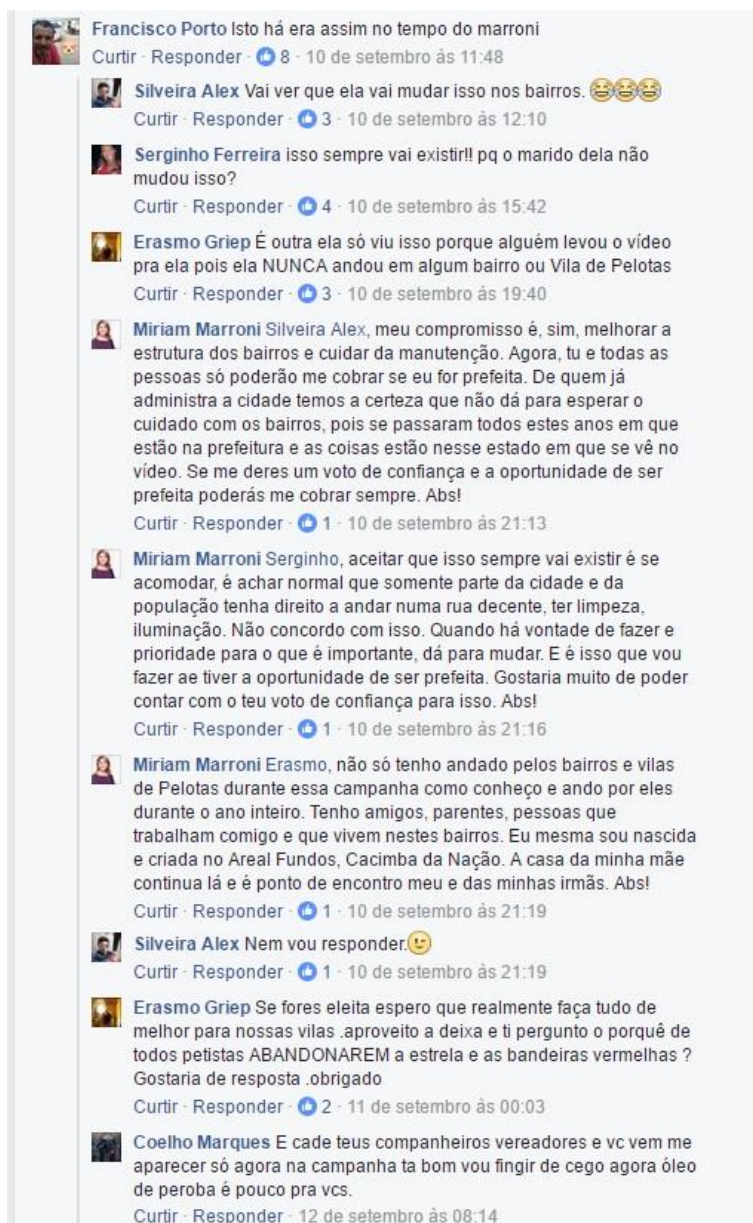 Francisco Porto Isto há era assim no tempo do marroni
Curtir · Responder · 8 · 10 de setembro às 11:48
Silveira Alex Vai ver que ela vai mudar isso nos bairros. 😂😂😂
Curtir · Responder · 3 · 10 de setembro às 12:10
Serginho Ferreira isso sempre vai existir!! pq o marido dela não
mudou isso?
Curtir · Responder · 4 · 10 de setembro às 15:42
Erasmo Griep É outra ela só viu isso porque alguém levou o vídeo
pra ela pois ela NUNCA andou em algum bairro ou Vila de Pelotas
Curtir · Responder · 3 · 10 de setembro às 19:40
Miriam Marroni Silveira Alex, meu compromisso é, sim, melhorar a
estrutura dos bairros e cuidar da manutenção. Agora, tu e todas as
pessoas só poderão me cobrar se eu for prefeita. De quem já
administra a cidade temos a certeza que não dá para esperar o
cuidado com os bairros, pois se passaram todos estes anos em que
estão na prefeitura e as coisas estão nesse estado em que se vê no
vídeo. Se me deres um voto de confiança e a oportunidade de ser
prefeita poderás me cobrar sempre. Abs!
Curtir · Responder · 1 · 10 de setembro às 21:13
Miriam Marroni Serginho, aceitar que isso sempre vai existir é se
acomodar, é achar normal que somente parte da cidade e da
população tenha direito a andar numa rua decente, ter limpeza,
iluminação. Não concordo com isso. Quando há vontade de fazer e
prioridade para o que é importante, dá para mudar. E é isso que vou
fazer ae tiver a oportunidade de ser prefeita. Gostaria muito de poder
contar com o teu voto de confiança para isso. Abs!
Curtir · Responder · 1 · 10 de setembro às 21:16
Miriam Marroni Erasmo, não só tenho andado pelos bairros e vilas
de Pelotas durante essa campanha como conheço e ando por eles
durante o ano inteiro. Tenho amigos, parentes, pessoas que
trabalham comigo e que vivem nestes bairros. Eu mesma sou nascida
e criada no Areal Fundos, Cacimba da Nação. A casa da minha mãe
continua lá e é ponto de encontro meu e das minhas irmãs. Abs!
Curtir · Responder · 1 · 10 de setembro às 21:19
Silveira Alex Nem vou responder.😉
Curtir · Responder · 1 · 10 de setembro às 21:19
Erasmo Griep Se fores eleita espero que realmente faça tudo de
melhor para nossas vilas .aproveito a deixa e ti pergunto o porquê de
todos petistas ABANDONAREM a estrela e as bandeiras vermelhas ?
Gostaria de resposta .obrigado
Curtir · Responder · 2 · 11 de setembro às 00:03
Coelho Marques E cade teus companheiros vereadores e vc vem me
aparecer só agora na campanha ta bom vou fingir de cego agora óleo
de peroba é pouco pra vcs.
Curtir · Responder · 12 de setembro às 08:14